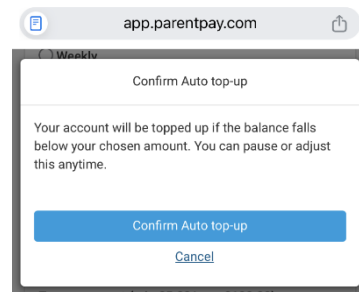 app.parentpay.com
Weekly
Confirm Auto top-up
Your account will be topped up if the balance falls
below your chosen amount. You can pause or adjust
this anytime.
Confirm Auto top-up
Cancel